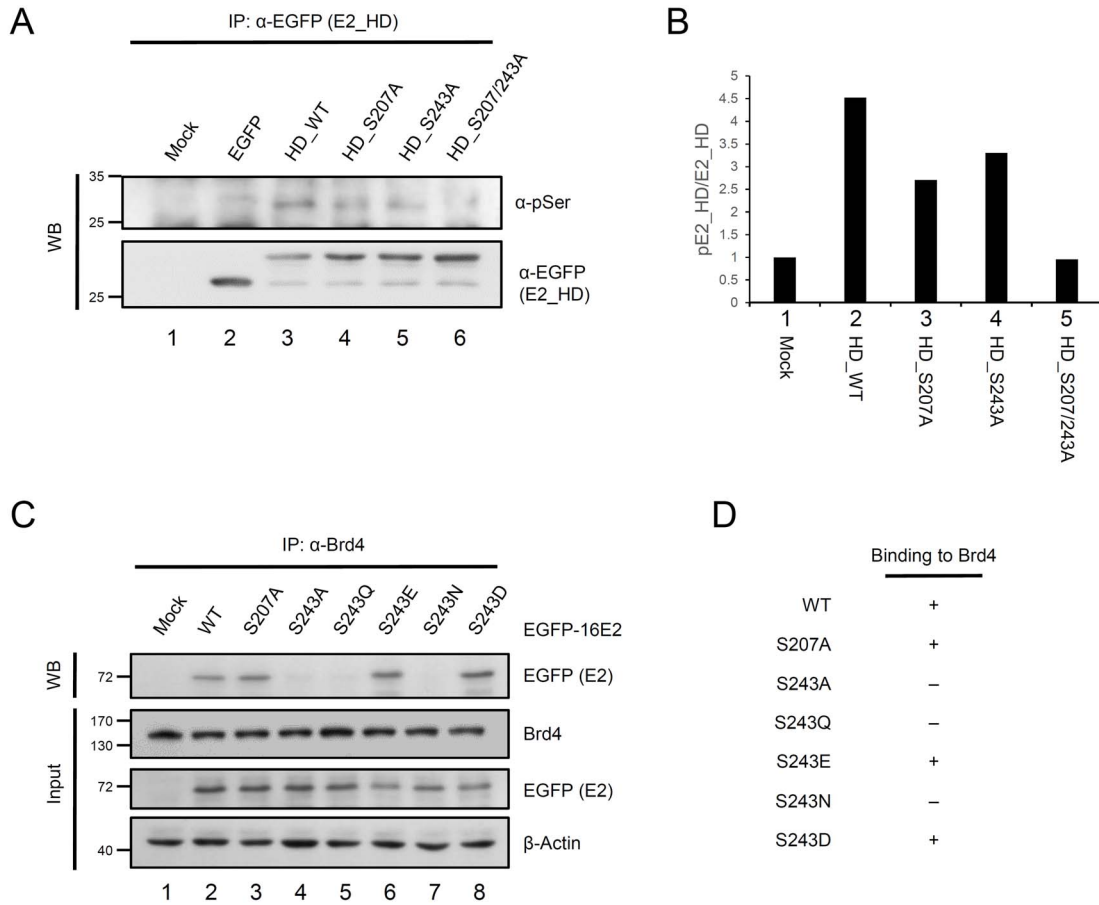 A
IP: α-EGFP (E2_HD)
Mock
EGFP
HD_WT
HD_S207A
HD_S243A
HD_S207/243A
WB
35
25
α-pSer
25
α-EGFP
(E2_HD)
1 2 3 4 5 6
B
pE2_HD/E2_HD
5
4.5
4
3.5
3
2.5
2
1.5
1
0.5
0
1 2 3 4 5
Mock
HD_WT
HD_S207A
HD_S243A
HD_S207/243A
C
IP: α-Brd4
Mock
WT
S207A
S243A
S243Q
S243E
S243N
S243D
EGFP-16E2
WB
72
EGFP (E2)
Input
170
130
Brd4
72
EGFP (E2)
40
β-Actin
1 2 3 4 5 6 7 8
D
Binding to Brd4
WT +
S207A +
S243A –
S243Q –
S243E +
S243N –
S243D +